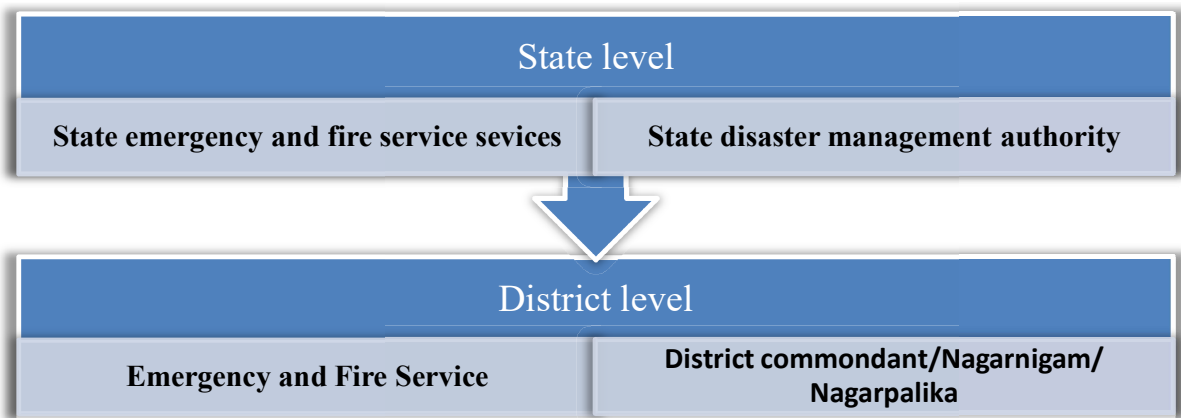 State level
State emergency and fire service sevices
State disaster management authority
District level
Emergency and Fire Service
District commondant/Nagarnigam/
Nagarpalika